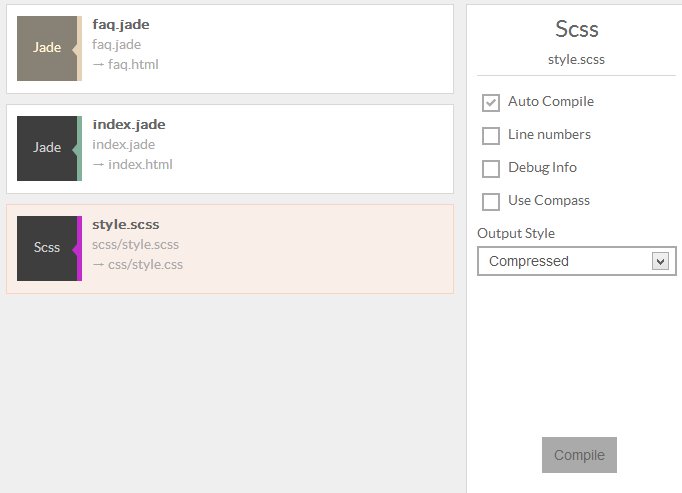 Jade
faq.jade
faq.jade
→ faq.html
Jade
index.jade
index.jade
→ index.html
Scss
style.scss
scss/style.scss
→ css/style.css
Scss
style.scss
Auto Compile
Line numbers
Debug Info
Use Compass
Output Style
Compressed
Compile